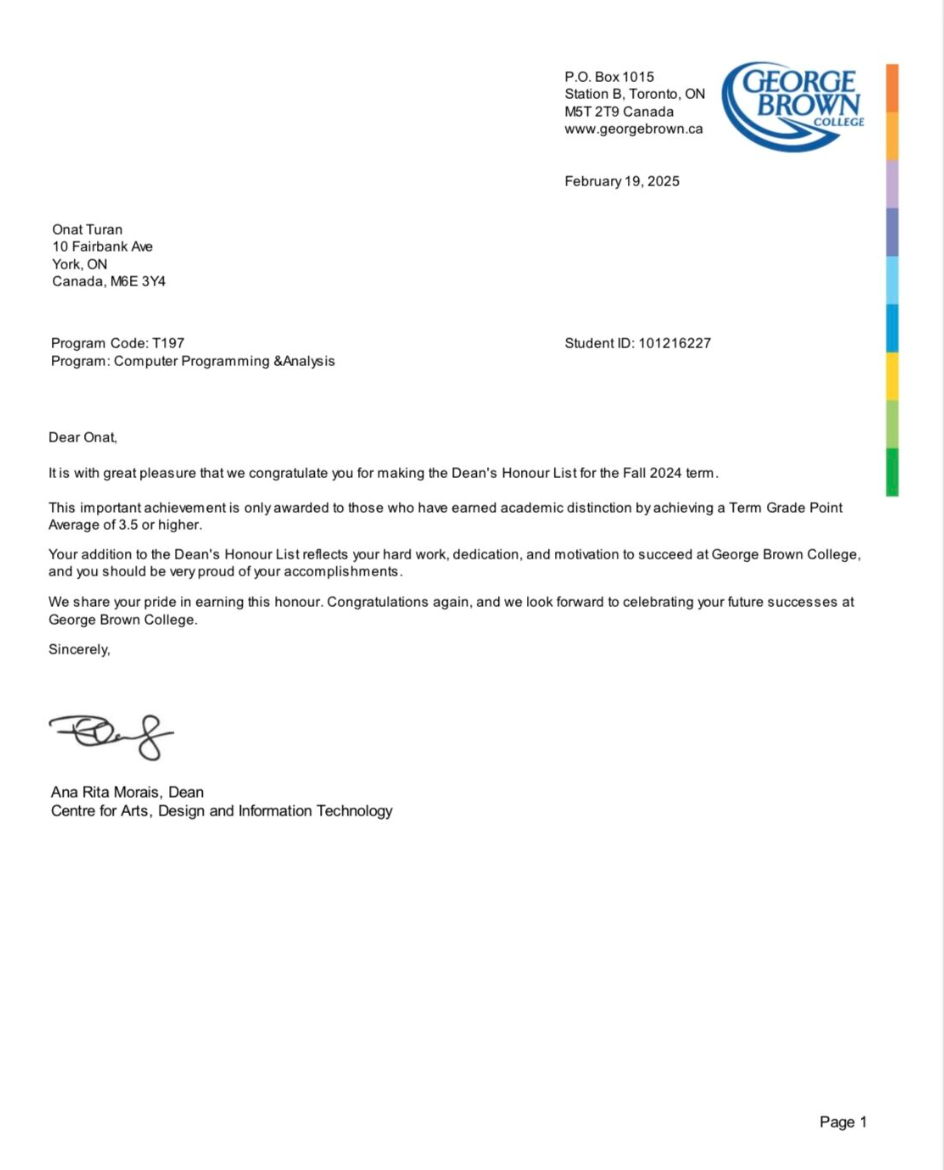 P.O. Box 1015
Station B, Toronto, ON
M5T 2T9 Canada
www.georgebrown.ca
GEORGE
BROWN
COLLEGE
February 19, 2025
Onat Turan
10 Fairbank Ave
York, ON
Canada, M6E 3Y4
Program Code: T197
Student ID: 101216227
Program: Computer Programming &Analysis
Dear Onat,
It is with great pleasure that we congratulate you for making the Dean's Honour List for the Fall 2024 term.
This important achievement is only awarded to those who have earned academic distinction by achieving a Term Grade Point
Average of 3.5 or higher.
Your addition to the Dean's Honour List reflects your hard work, dedication, and motivation to succeed at George Brown College,
and you should be very proud of your accomplishments.
We share your pride in earning this honour. Congratulations again, and we look forward to celebrating your future successes at
George Brown College.
Sincerely,
Ana Rita Morais, Dean
Centre for Arts, Design and Information Technology
Page 1